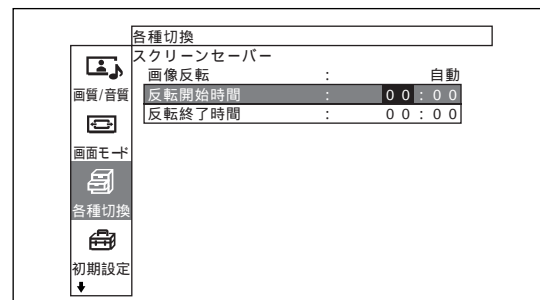 各種切換
スクリーンセーバー
画像反転 : 自動
画質/音質
反転開始時間 : 00:00
反転終了時間 : 00:00
画面モード
各種切換
初期設定